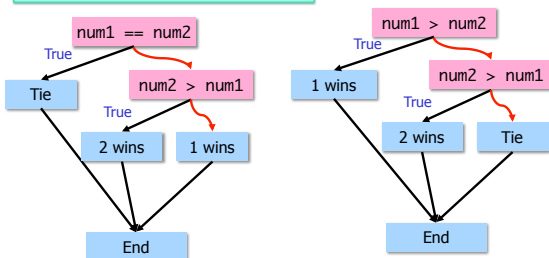 num1 == num2
True
Tie
num2 > num1
True
2 wins
1 wins
End
num1 > num2
1 wins
True
num2 > num1
True
2 wins
Tie
End